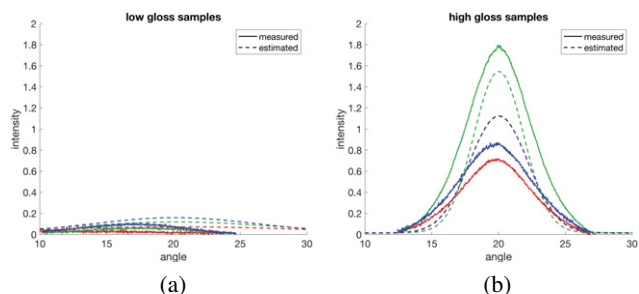 low gloss samples
measured
estimated
intensity
2
1.8
1.6
1.4
1.2
1
0.8
0.6
0.4
0.2
0
10 15 20 25 30
angle
(a)
high gloss samples
measured
estimated
intensity
2
1.8
1.6
1.4
1.2
1
0.8
0.6
0.4
0.2
0
10 15 20 25 30
angle
(b)